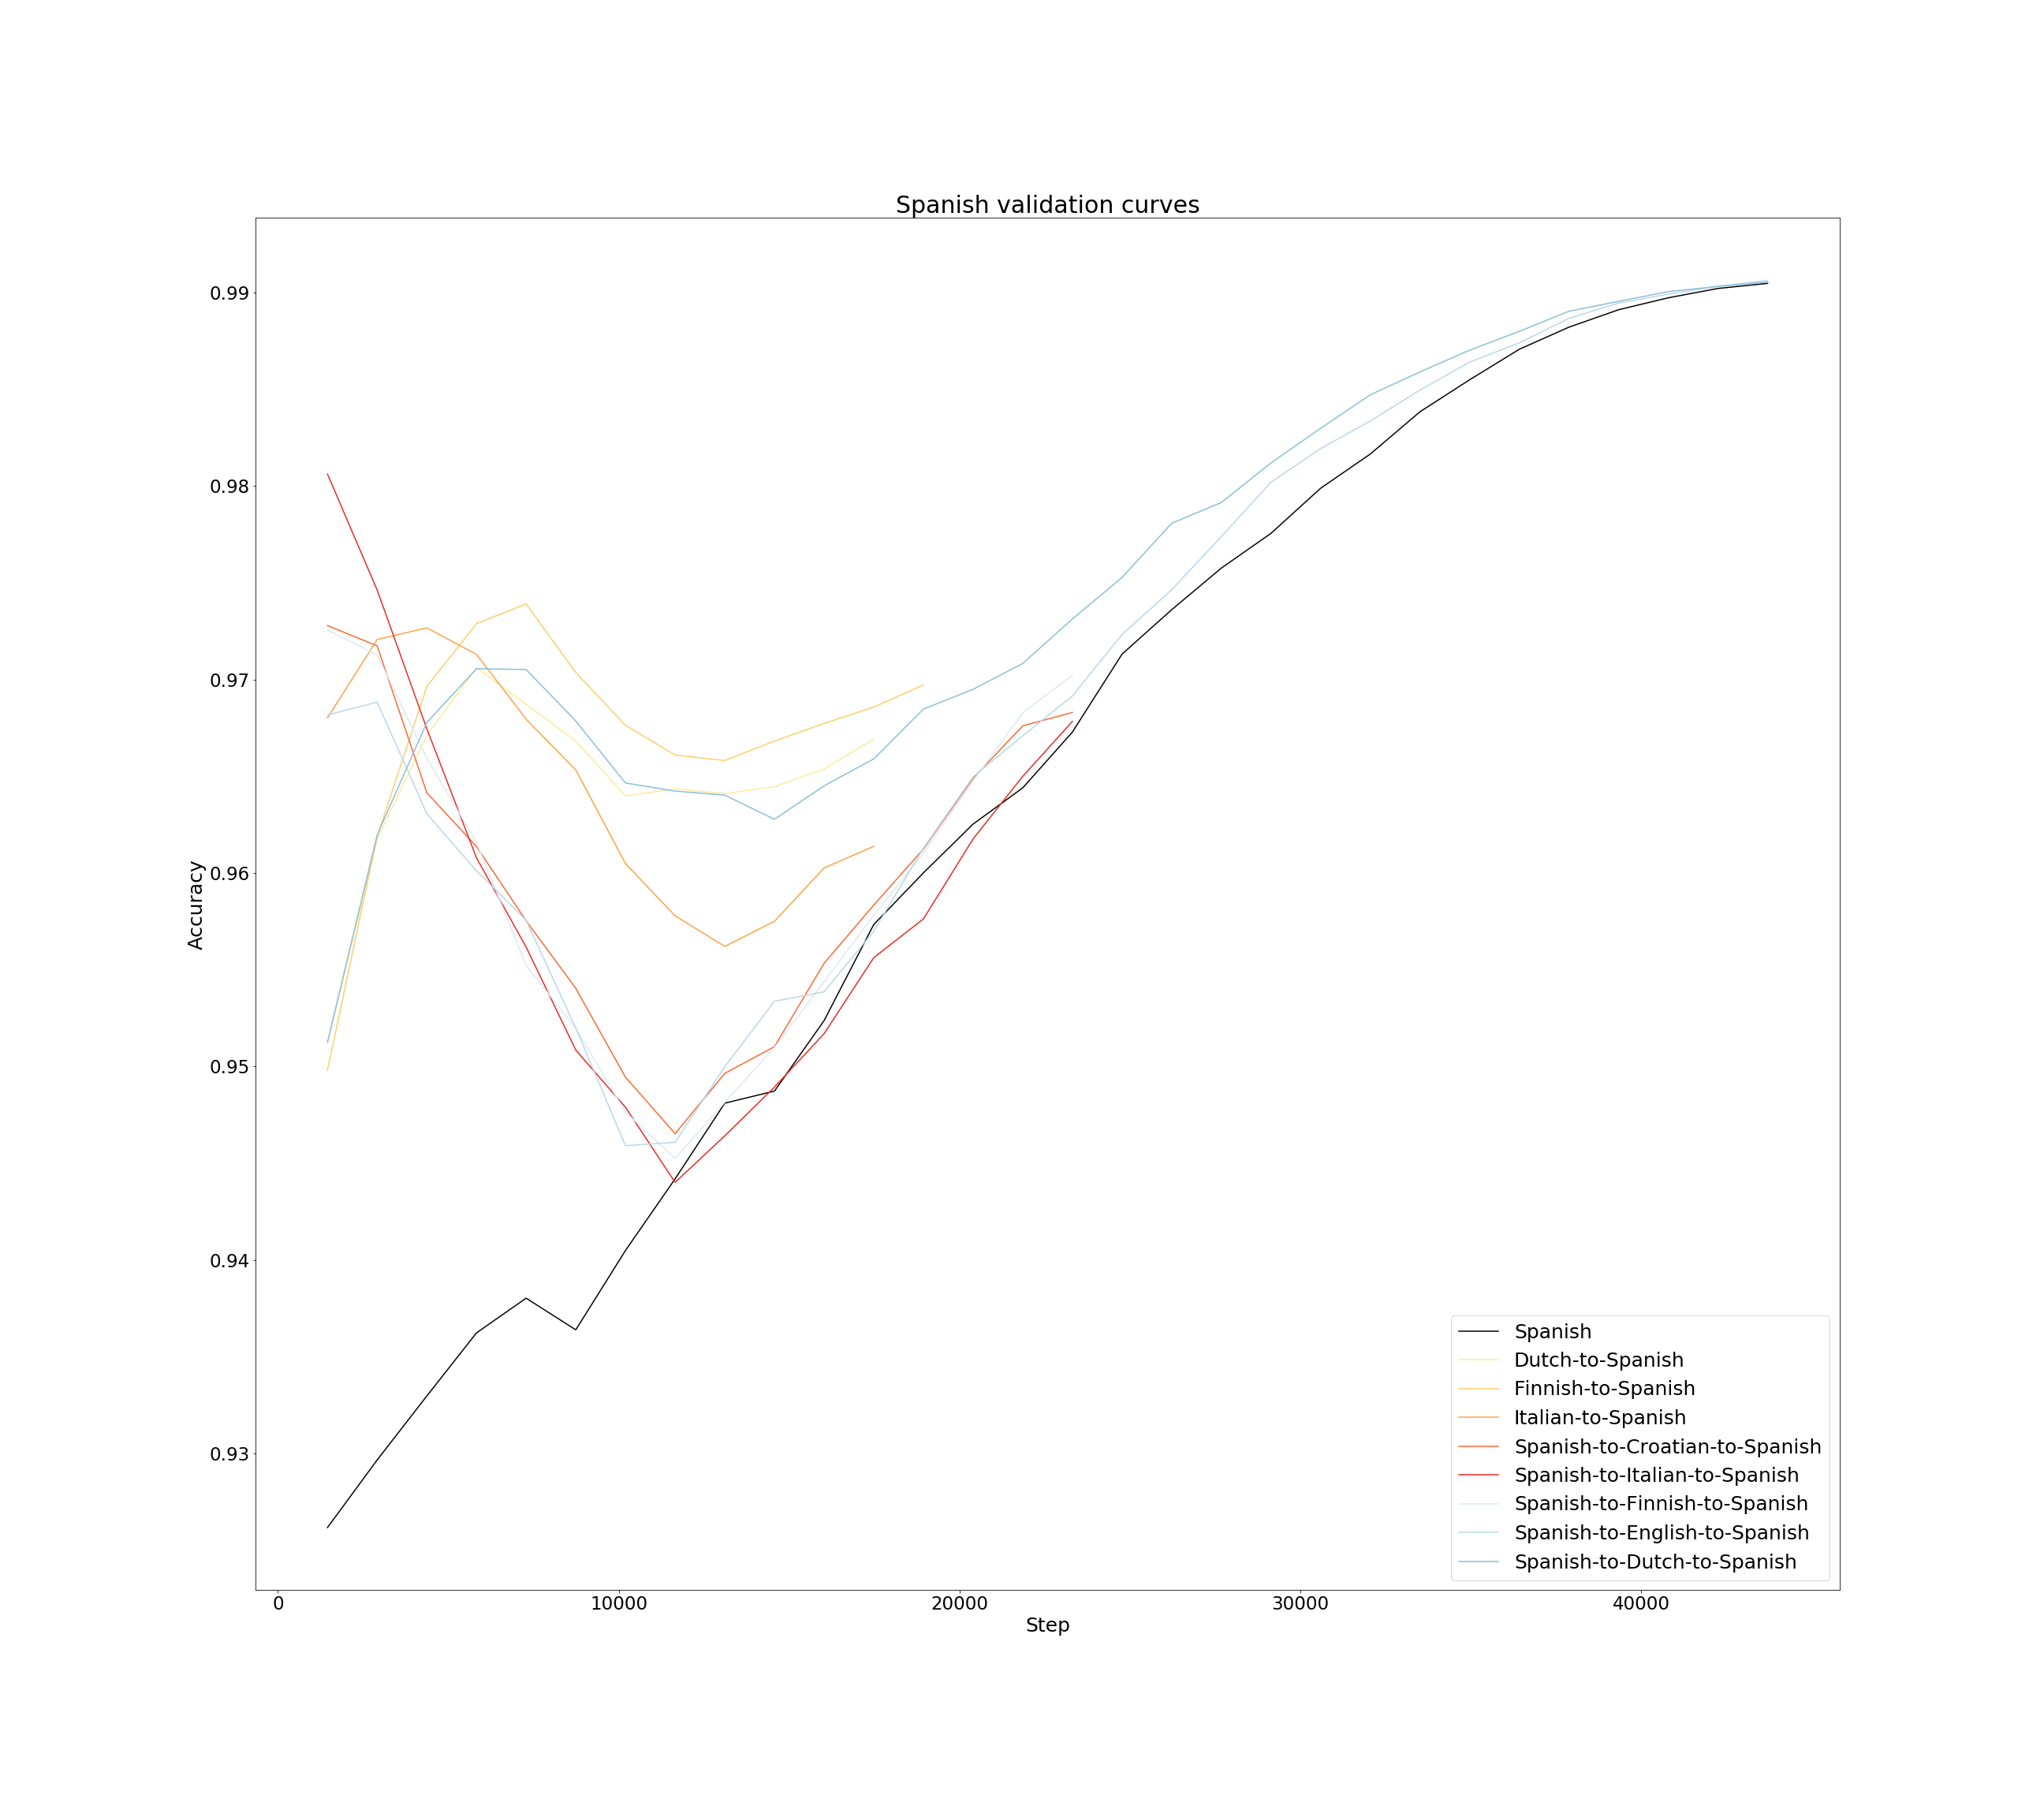 Spanish validation curves
0.99
0.98
0.97
0.96
0.95
0.94
0.93
Accuracy
0 10000 20000 30000 40000
Step
Spanish
Dutch-to-Spanish
Finnish-to-Spanish
Italian-to-Spanish
Spanish-to-Croatian-to-Spanish
Spanish-to-Italian-to-Spanish
Spanish-to-Finnish-to-Spanish
Spanish-to-English-to-Spanish
Spanish-to-Dutch-to-Spanish